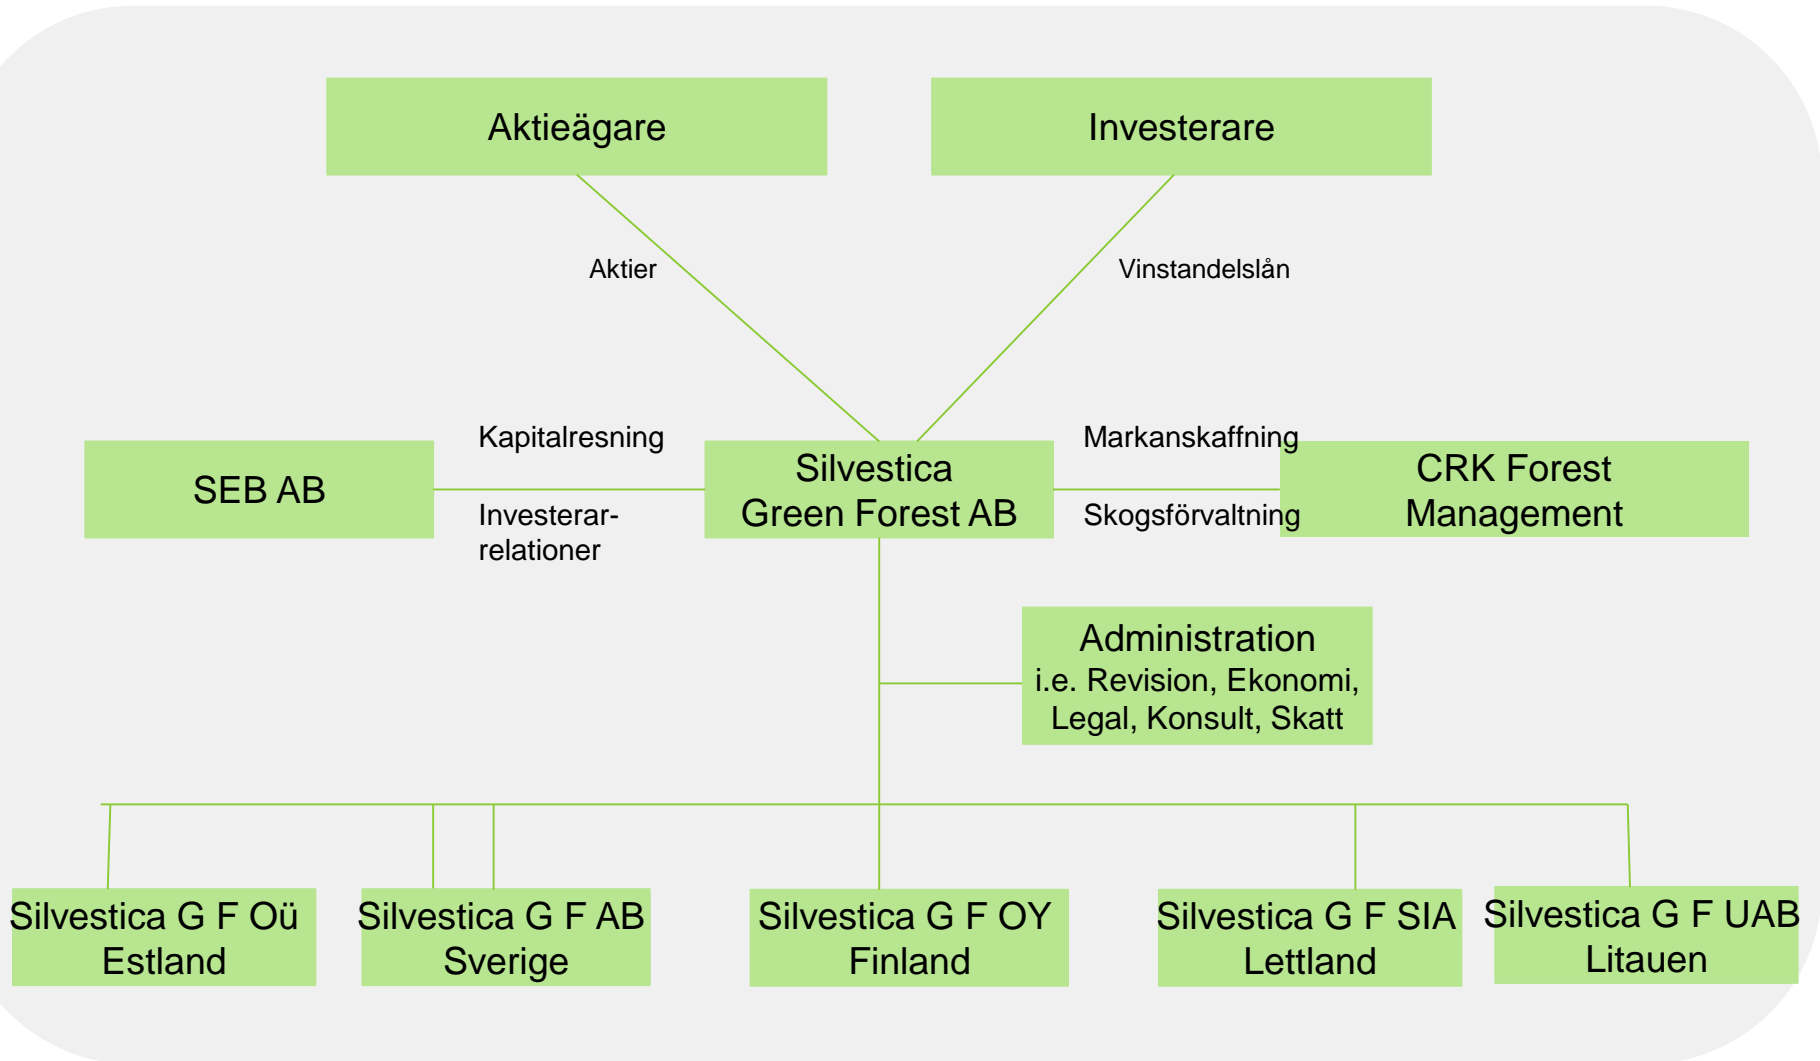 Aktieägare
Investerare
Aktier
Vinstandelslån
Kapitalresning
Markanskaffning
SEB AB
Silvestica
Green Forest AB
CRK Forest
Management
Investerar-
relationer
Skogsförvaltning
Administration
i.e. Revision, Ekonomi,
Legal, Konsult, Skatt
Silvestica G F Oü
Estland
Silvestica G F AB
Sverige
Silvestica G F OY
Finland
Silvestica G F SIA
Lettland
Silvestica G F UAB
Litauen